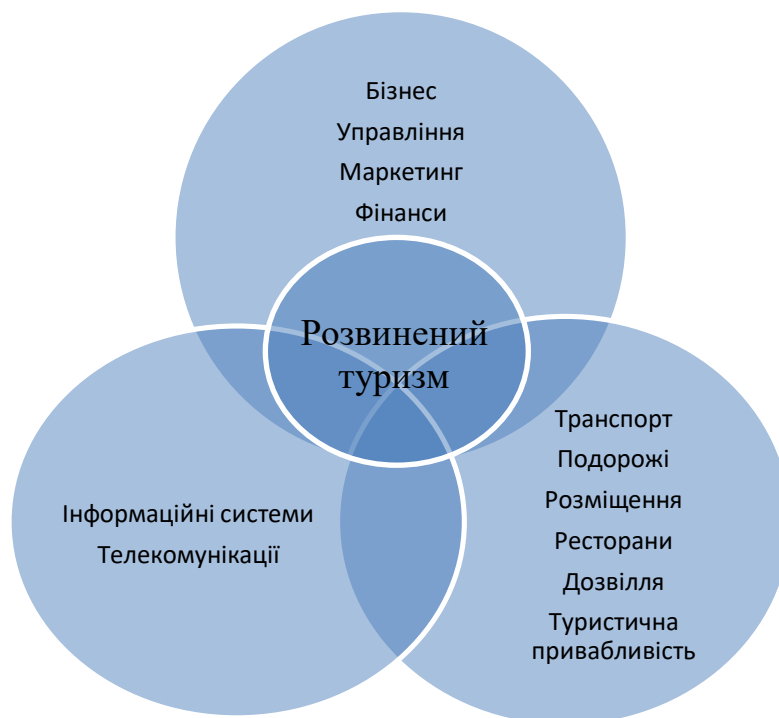 Бізнес
Управління
Маркетинг
Фінанси
Розвинений
туризм
Інформаційні системи
Телекомунікації
Транспорт
Подорожі
Розміщення
Ресторани
Дозвілля
Туристична
привабливість